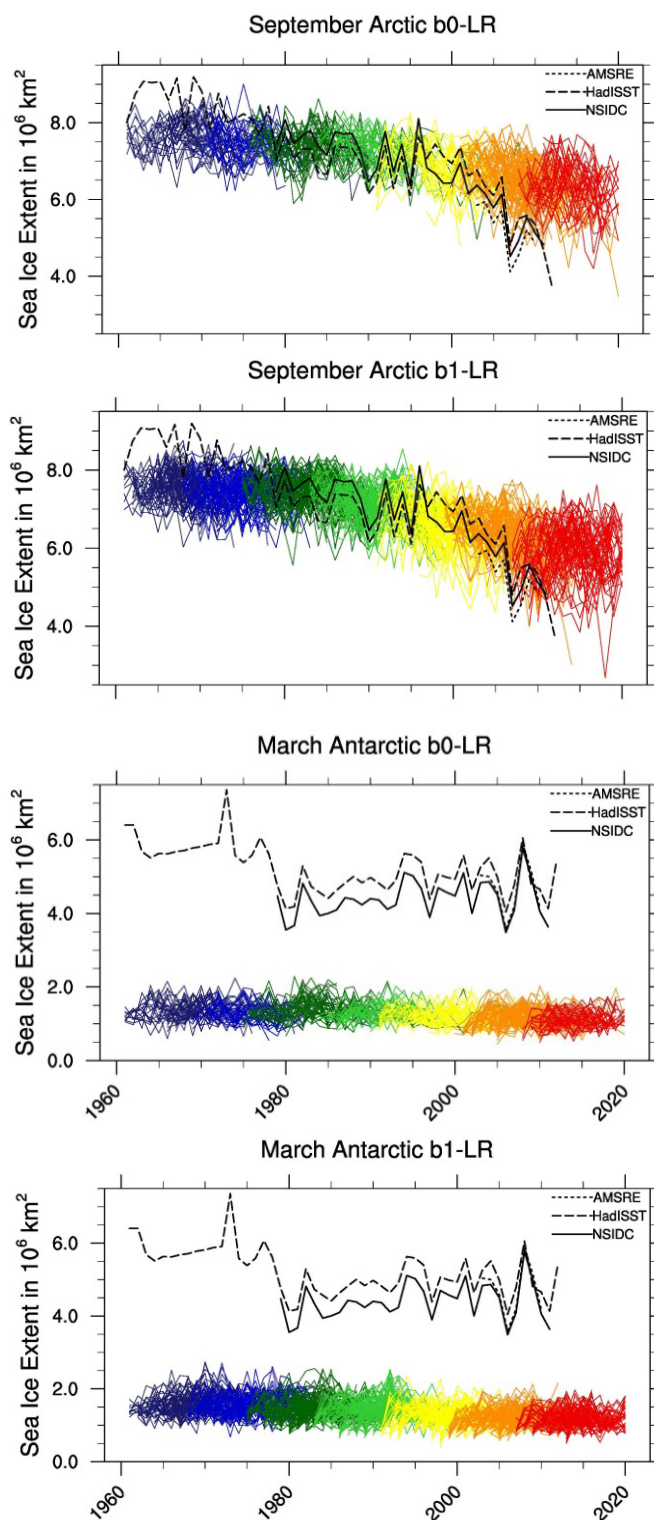 September Arctic b0-LR
Sea Ice Extent in 10⁶ km²
8.0
6.0
4.0
AMSRE
HadISST
NSIDC
September Arctic b1-LR
Sea Ice Extent in 10⁶ km²
8.0
6.0
4.0
AMSRE
HadISST
NSIDC
March Antarctic b0-LR
Sea Ice Extent in 10⁶ km²
6.0
4.0
2.0
0.0
AMSRE
HadISST
NSIDC
1960
1980
2000
2020
March Antarctic b1-LR
Sea Ice Extent in 10⁶ km²
6.0
4.0
2.0
0.0
AMSRE
HadISST
NSIDC
1960
1980
2000
2020